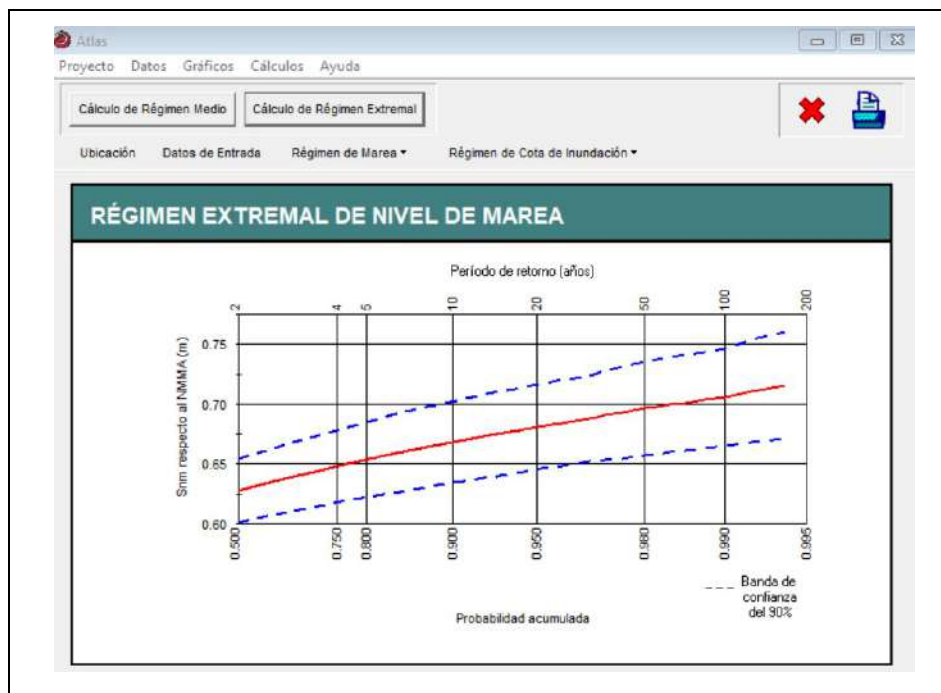 Atlas
Proyecto Datos Gráficos Cálculos Ayuda
Cálculo de Régimen Medio Cálculo de Régimen Extremal
Ubicación Datos de Entrada Régimen de Marea Régimen de Cota de Inundación
RÉGIMEN EXTREMAL DE NIVEL DE MAREA
Período de retorno (años)
2 4 5 10 20 50 100 200
Snm respecto al NMMA (m)
0.75
0.70
0.65
0.60
0.500 0.750 0.800 0.900 0.950 0.980 0.990 0.995
Banda de
confianza
del 90%
Probabilidad acumulada